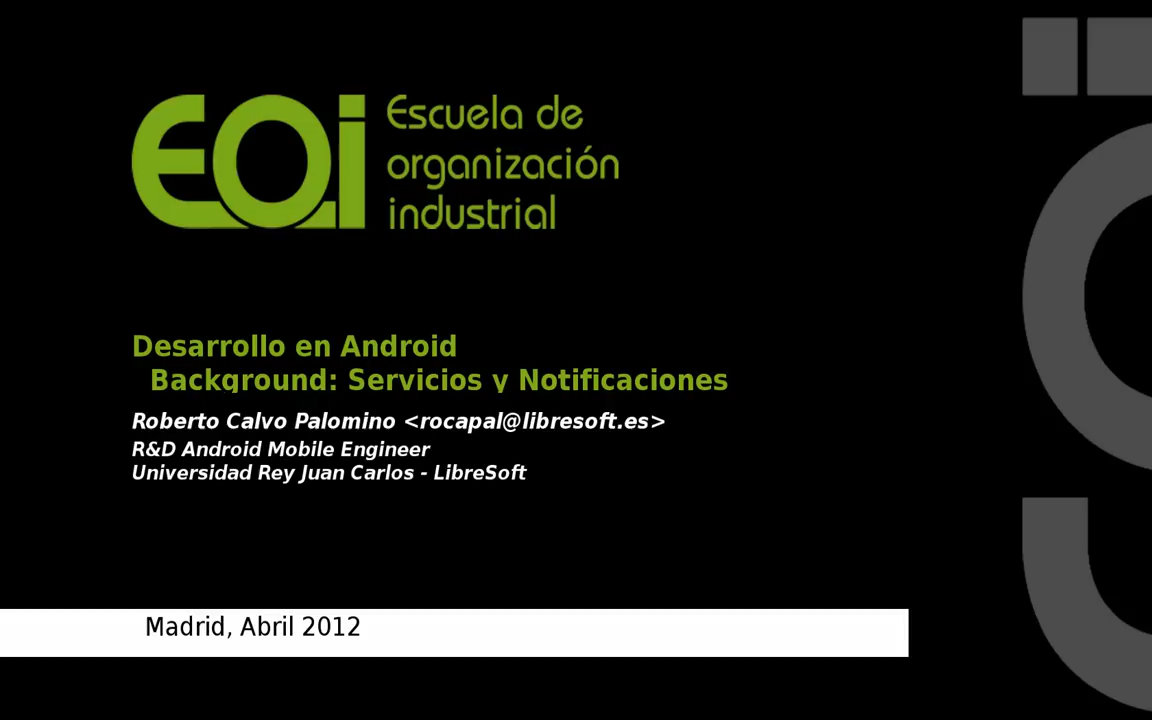 EOi
Escuela de
organización
industrial
Desarrollo en Android
Background: Servicios y Notificaciones
Roberto Calvo Palomino <rocapal@libresoft.es>
R&D Android Mobile Engineer
Universidad Rey Juan Carlos - LibreSoft
Madrid, Abril 2012